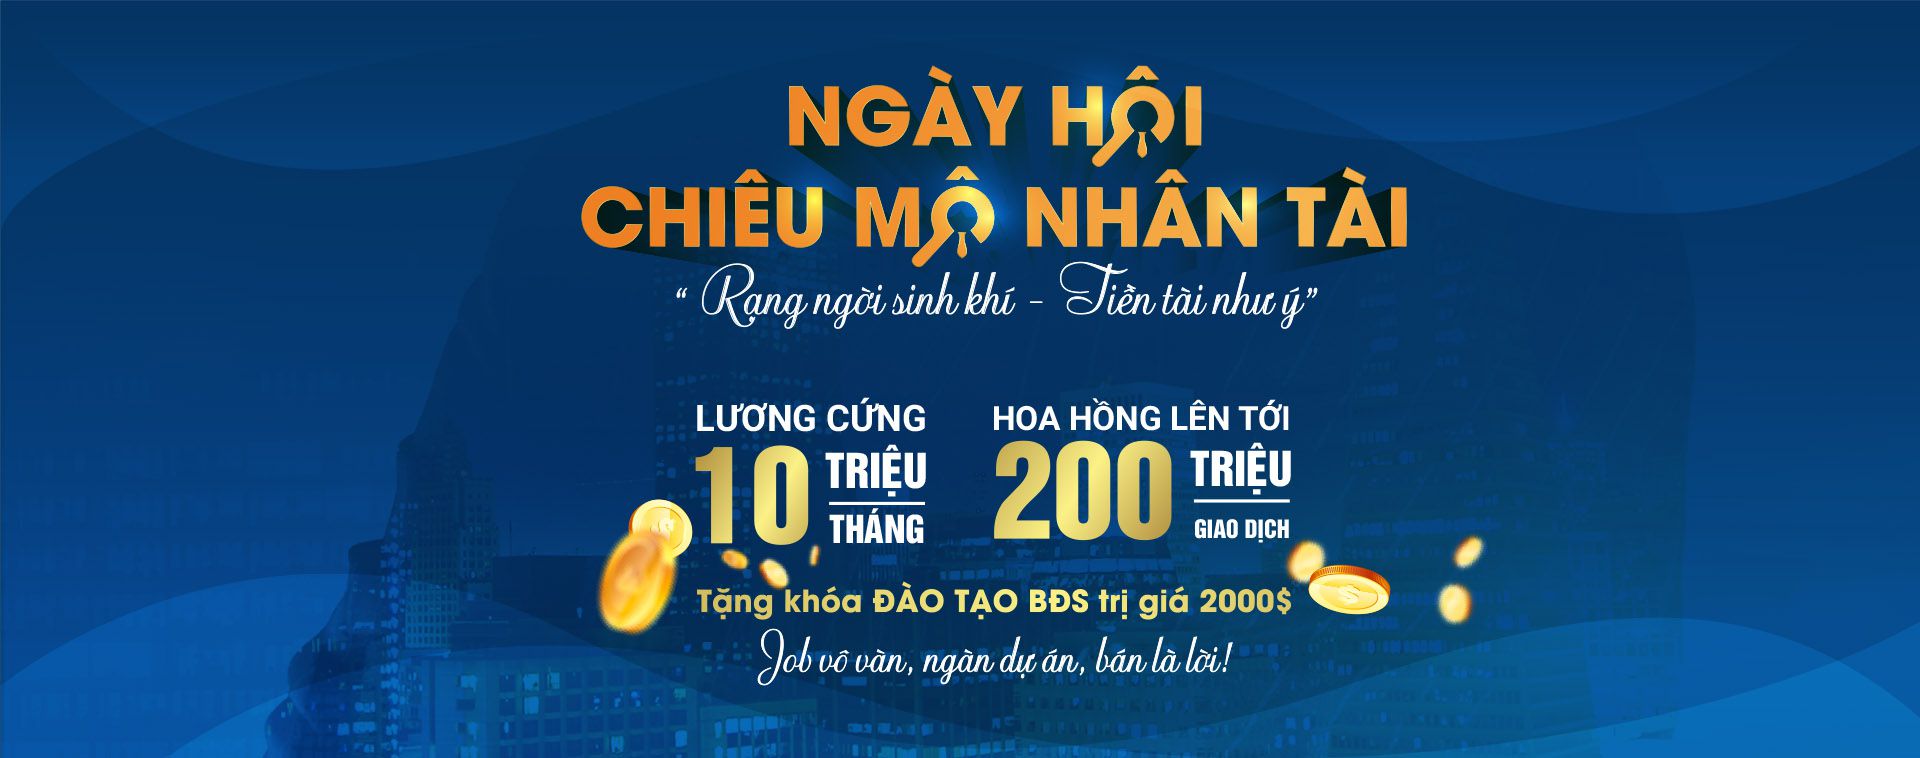 NGÀY HỘI
CHIÊU MỘ NHÂN TÀI
“ Rạng ngời sinh khí - Tiền tài như ý”
LƯƠNG CỨNG
10 TRIỆU
THÁNG
HOA HỒNG LÊN TỚI
200 TRIỆU
GIAO DỊCH
Tặng khóa ĐÀO TẠO BĐS trị giá 2000$
Job vô vàn, ngàn dự án, bán là lời!